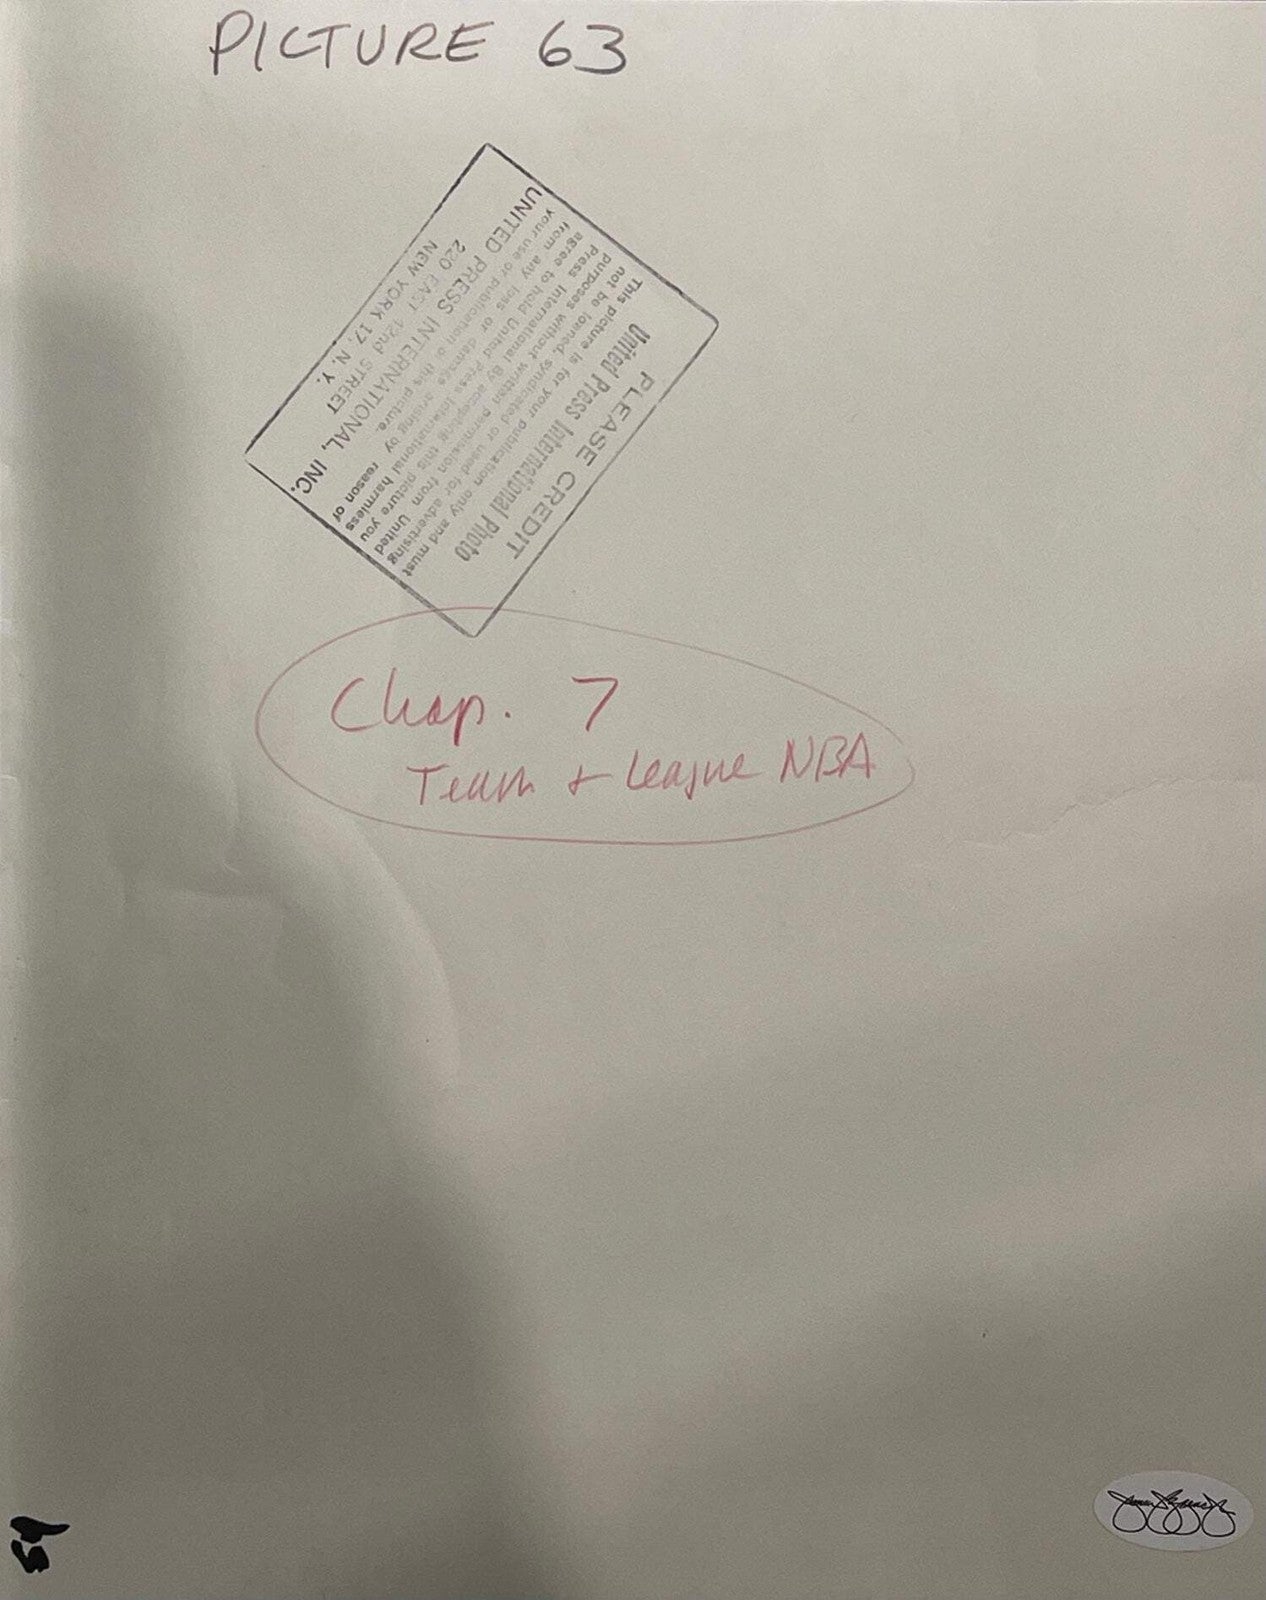 PICTURE 63
PLEASE CREDIT
United Press International Photo
This picture is for your publication only and must
not be loaned, syndicated or used for advertising
purposes without written permission from United
Press International. By accepting this picture you
agree to hold United Press International harmless
from any loss or damage arising by reason of
your use or publication of this picture.
UNITED PRESS INTERNATIONAL, INC.
220 EAST 42nd STREET
NEW YORK 17, N. Y.
Chap. 7
Team + League NBA